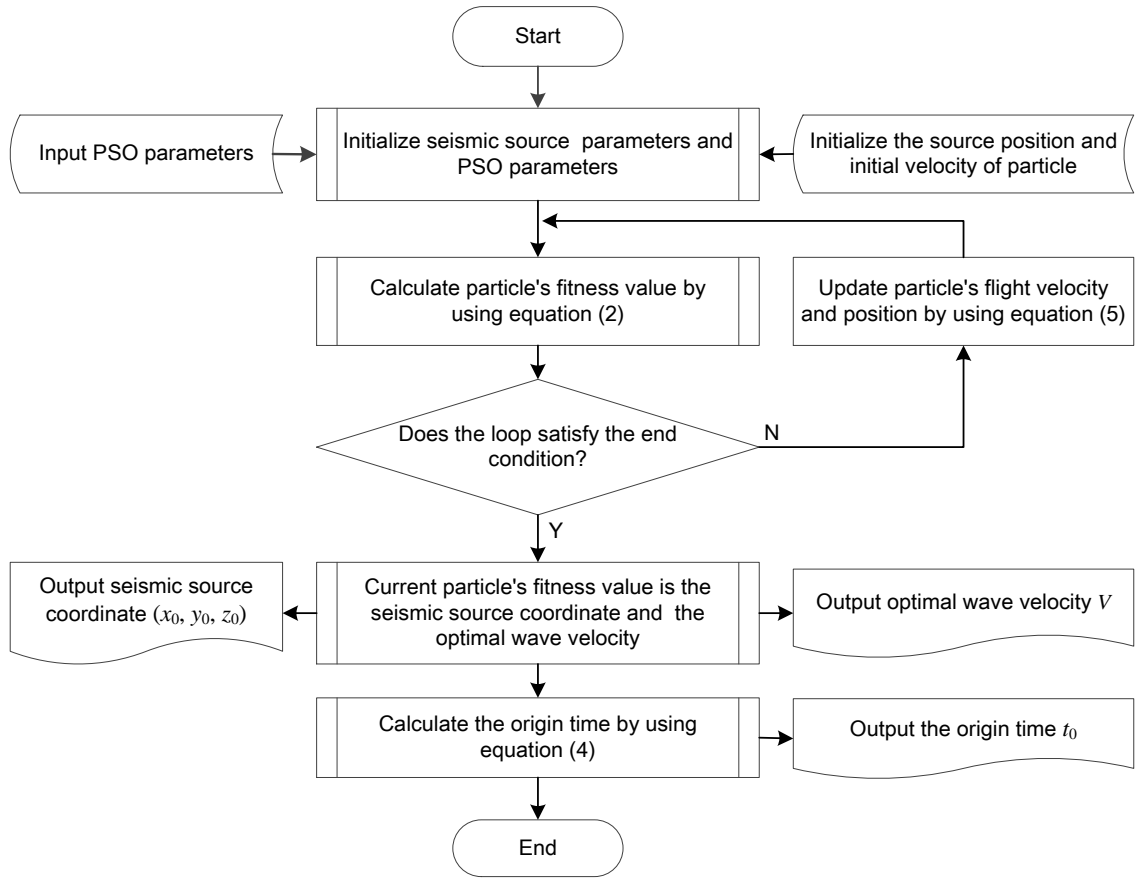 Start
Input PSO parameters
Initialize seismic source parameters and
PSO parameters
Initialize the source position and
initial velocity of particle
Calculate particle's fitness value by
using equation (2)
Update particle's flight velocity
and position by using equation (5)
Does the loop satisfy the end
condition?
N
Y
Output seismic source
coordinate (x₀, y₀, z₀)
Current particle's fitness value is the
seismic source coordinate and the
optimal wave velocity
Output optimal wave velocity V
Calculate the origin time by using
equation (4)
Output the origin time t₀
End